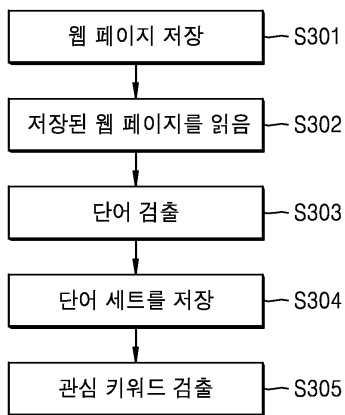 웹 페이지 저장 S301
저장된 웹 페이지를 읽음 S302
단어 검출 S303
단어 세트를 저장 S304
관심 키워드 검출 S305